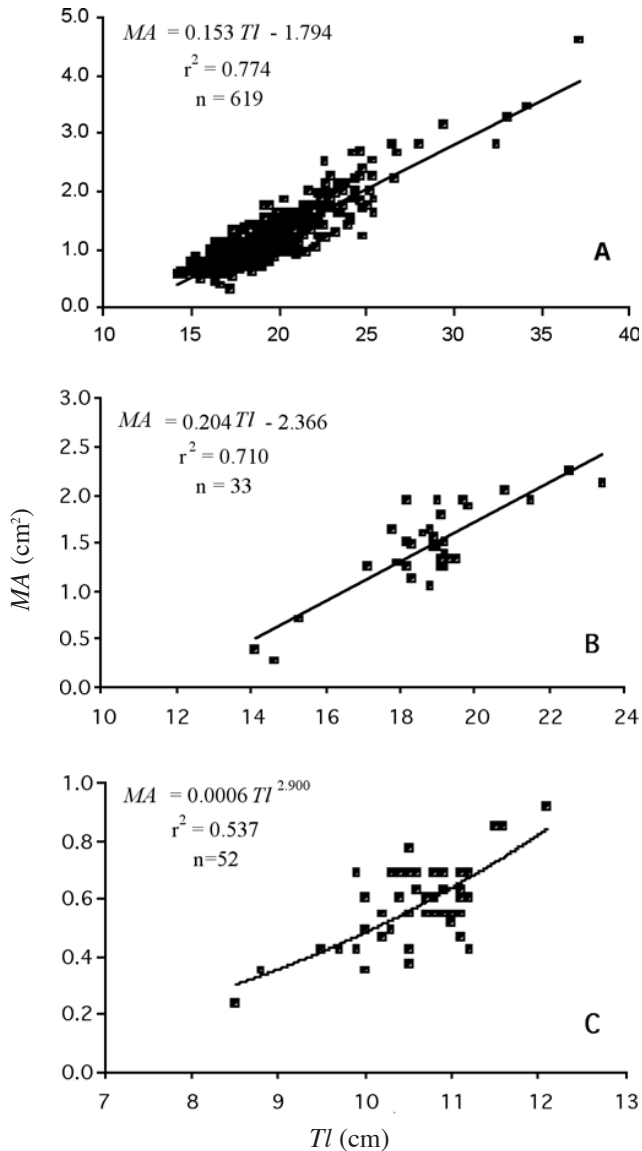 5.0
MA = 0.153 Tl - 1.794
r² = 0.774
n = 619
4.0
3.0
2.0
1.0
0.0
A
10 15 20 25 30 35 40
3.0
MA = 0.204 Tl - 2.366
r² = 0.710
n = 33
2.5
2.0
1.5
1.0
0.5
0.0
B
10 12 14 16 18 20 22 24
MA (cm²)
1.0
MA = 0.0006 Tl^2.900
r² = 0.537
n=52
0.8
0.6
0.4
0.2
0.0
C
7 8 9 10 11 12 13
Tl (cm)